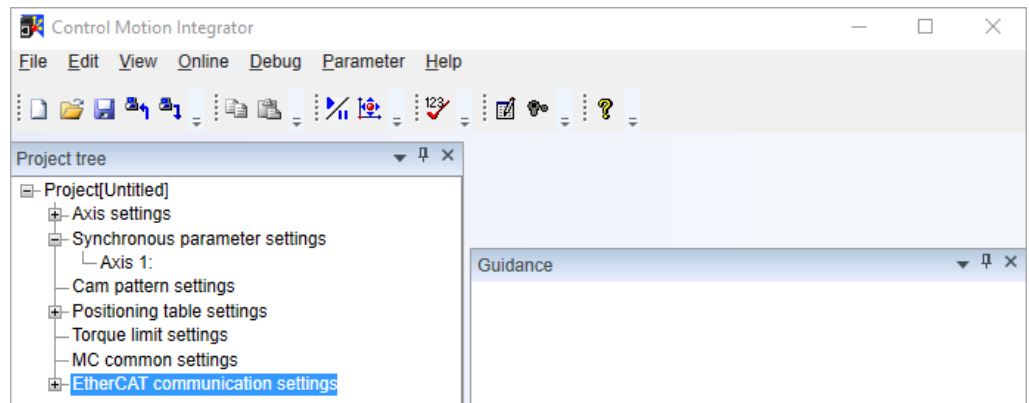 Control Motion Integrator
File Edit View Online Debug Parameter Help
123
Project tree
Project[Untitled]
Axis settings
Synchronous parameter settings
Axis 1:
Cam pattern settings
Positioning table settings
Torque limit settings
MC common settings
EtherCAT communication settings
Guidance